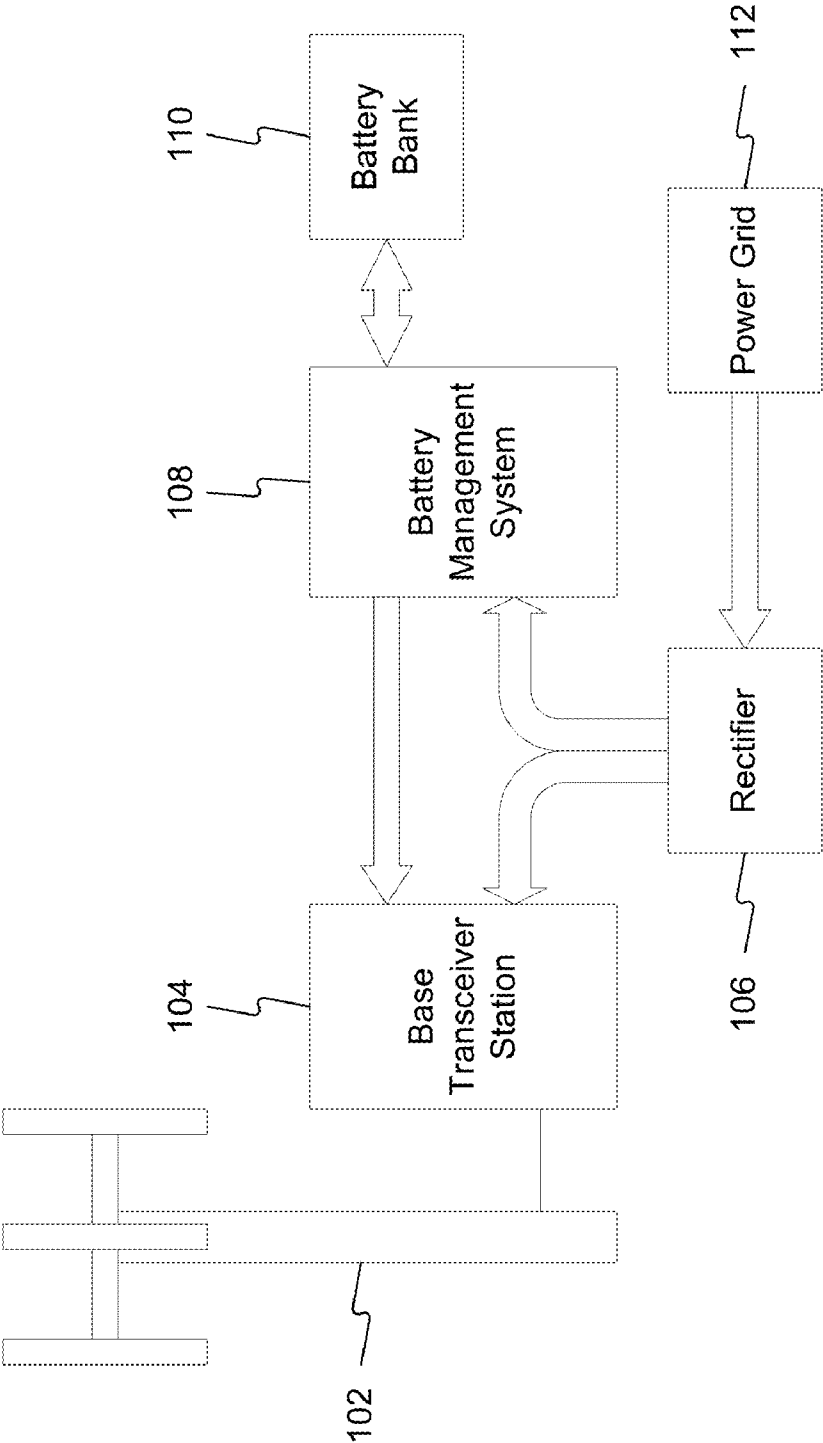 102
104
Base
Transceiver
Station
108
Battery
Management
System
110
Battery
Bank
106
Rectifier
Power Grid
112